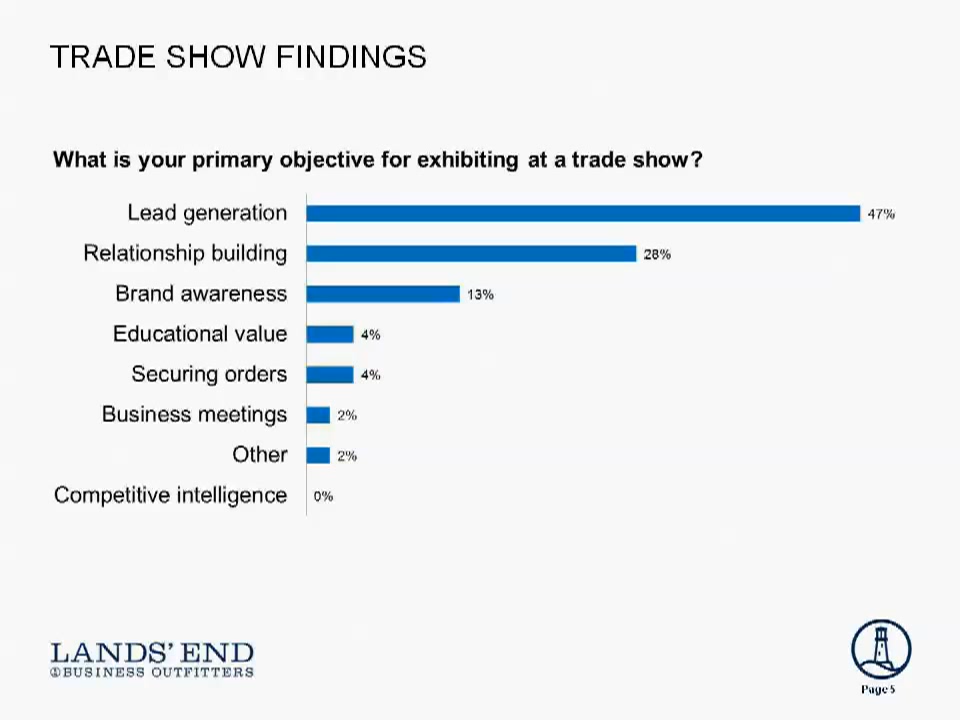 TRADE SHOW FINDINGS
What is your primary objective for exhibiting at a trade show?
Lead generation 47%
Relationship building 28%
Brand awareness 13%
Educational value 4%
Securing orders 4%
Business meetings 2%
Other 2%
Competitive intelligence 0%
LANDS' END
BUSINESS OUTFITTERS
Page 5